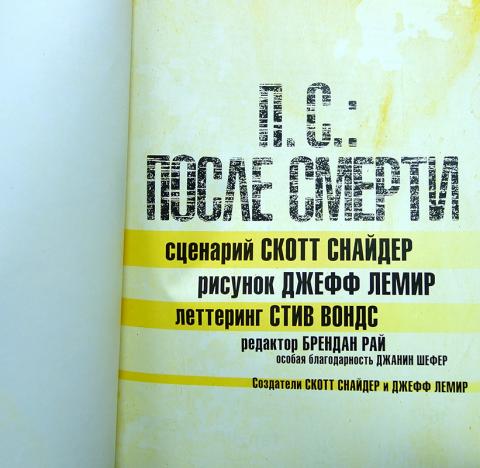 П. С.:
ПОСЛЕ СМЕРТИ
сценарий СКОТТ СНАЙДЕР
рисунок ДЖЕФФ ЛЕМИР
леттеринг СТИВ ВОНДС
редактор БРЕНДАН РАЙ
особая благодарность ДЖАНИН ШЕФЕР
Создатели СКОТТ СНАЙДЕР и ДЖЕФФ ЛЕМИР